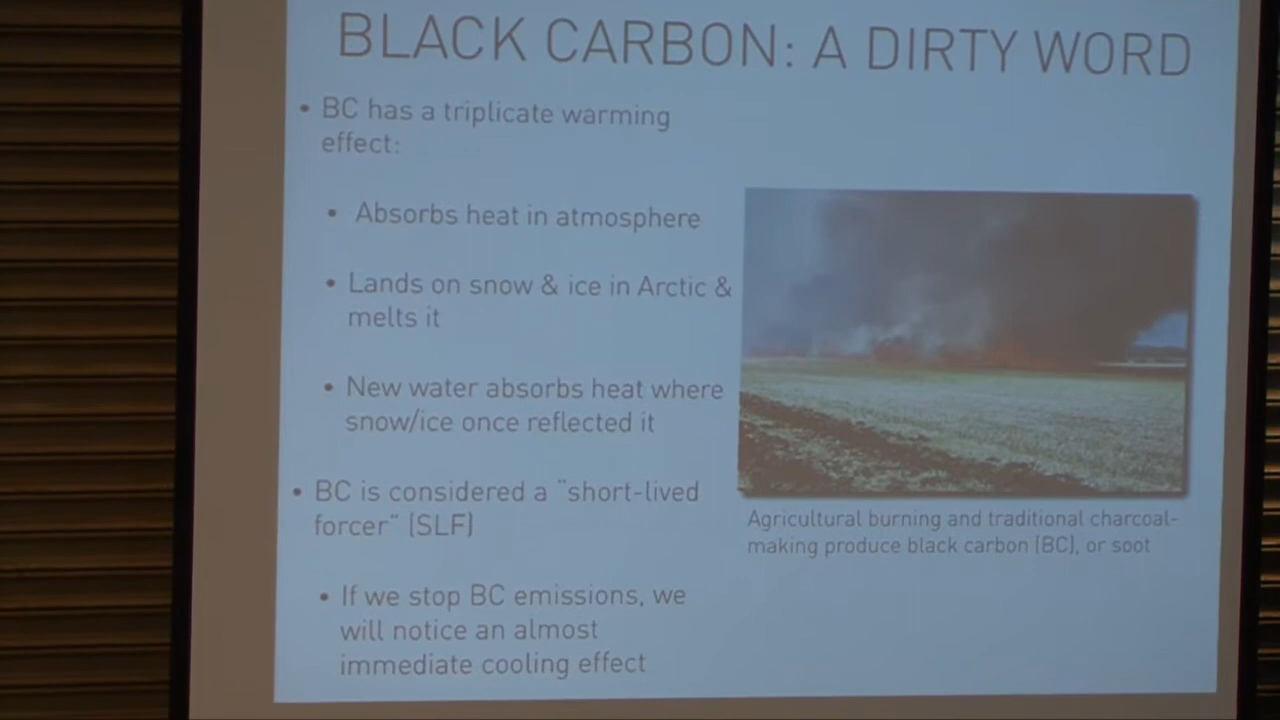 BLACK CARBON: A DIRTY WORD
• BC has a triplicate warming
effect:
• Absorbs heat in atmosphere
• Lands on snow & ice in Arctic &
melts it
• New water absorbs heat where
snow/ice once reflected it
• BC is considered a "short-lived
forcer" (SLF)
• If we stop BC emissions, we
will notice an almost
immediate cooling effect
Agricultural burning and traditional charcoal-
making produce black carbon (BC), or soot